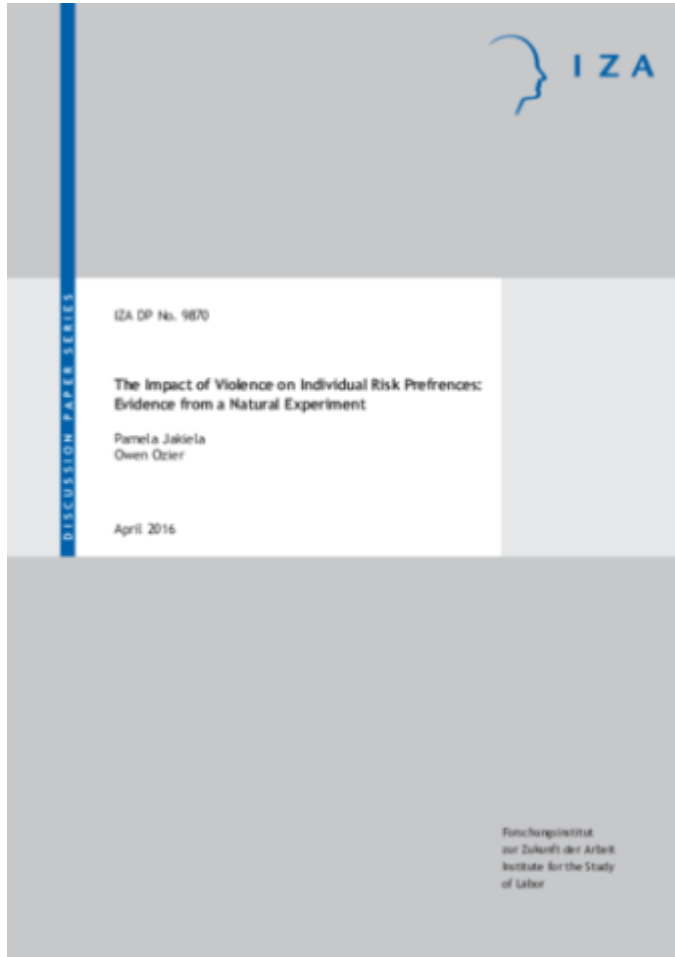 IZA
DISCUSSION PAPER SERIES
IZA DP No. 9870
The Impact of Violence on Individual Risk Prefrences:
Evidence from a Natural Experiment
Pamela Jakiela
Owen Ozier
April 2016
Forschungsinstitut
zur Zukunft der Arbeit
Institute for the Study
of Labor